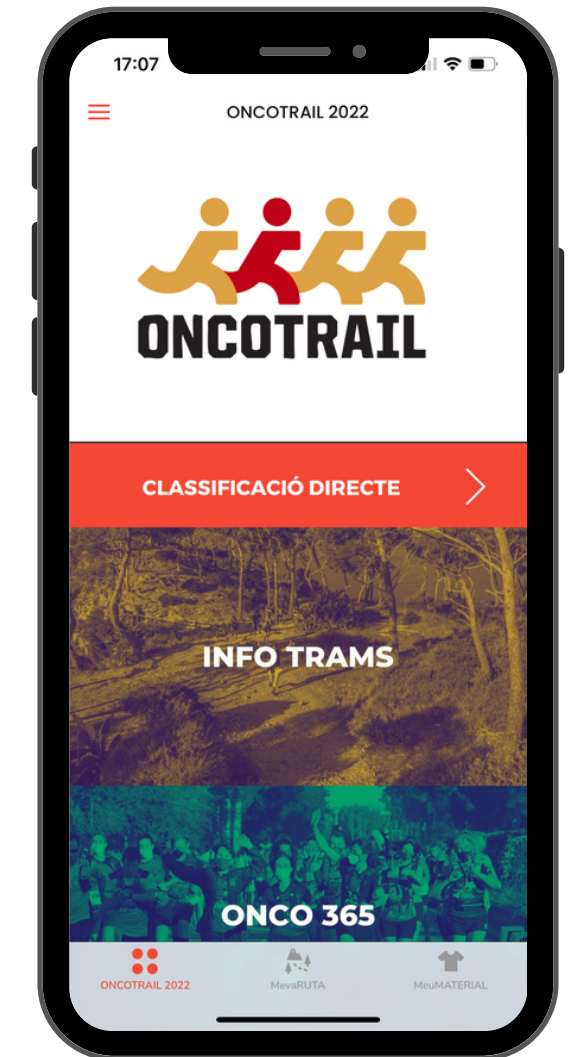 17:07
ONCOTRAIL 2022
ONCOTRAIL
CLASSIFICACIÓ DIRECTE
INFO TRAMS
ONCO 365
ONCOTRAIL 2022
MevaRUTA
MeuMATERIAL